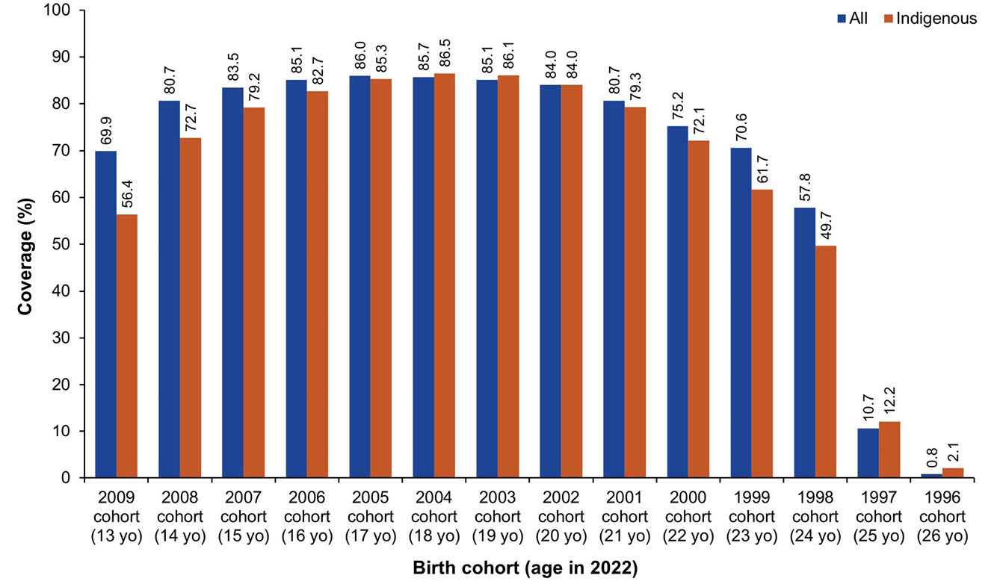 All Indigenous
Coverage (%)
100
90
80
70
60
50
40
30
20
10
0
69.9 56.4
80.7 72.7
83.5 79.2
85.1 82.7
86.0 85.3
85.7 86.5
85.1 86.1
84.0 84.0
80.7 79.3
75.2 72.1
70.6 61.7
57.8 49.7
10.7 12.2
0.8 2.1
2009 cohort (13 yo)
2008 cohort (14 yo)
2007 cohort (15 yo)
2006 cohort (16 yo)
2005 cohort (17 yo)
2004 cohort (18 yo)
2003 cohort (19 yo)
2002 cohort (20 yo)
2001 cohort (21 yo)
2000 cohort (22 yo)
1999 cohort (23 yo)
1998 cohort (24 yo)
1997 cohort (25 yo)
1996 cohort (26 yo)
Birth cohort (age in 2022)